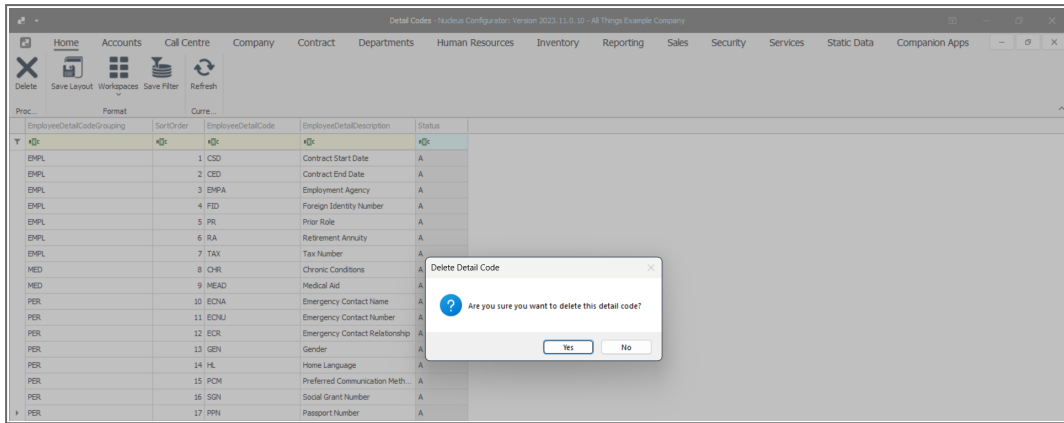 Detail Codes - Nucleus Configurator: Version 2023.11.0.10 - All Things Example Company
Home Accounts Call Centre Company Contract Departments Human Resources Inventory Reporting Sales Security Services Static Data Companion Apps
Delete Save Layout Workspaces Save Filter Refresh
Proc... Format Curre...
EmployeeDetailCodeGrouping SortOrder EmployeeDetailCode EmployeeDetailDescription Status
EMPL 1 CSD Contract Start Date A
EMPL 2 CED Contract End Date A
EMPL 3 EMPA Employment Agency A
EMPL 4 FID Foreign Identity Number A
EMPL 5 PR Prior Role A
EMPL 6 RA Retirement Annuity A
EMPL 7 TAX Tax Number A
MED 8 CHR Chronic Conditions A
MED 9 MEAD Medical Aid A
PER 10 ECNA Emergency Contact Name A
PER 11 ECNU Emergency Contact Number A
PER 12 ECR Emergency Contact Relationship A
PER 13 GEN Gender A
PER 14 HL Home Language A
PER 15 PCM Preferred Communication Meth... A
PER 16 SGN Social Grant Number A
PER 17 PPN Passport Number A
Delete Detail Code
Are you sure you want to delete this detail code?
Yes No